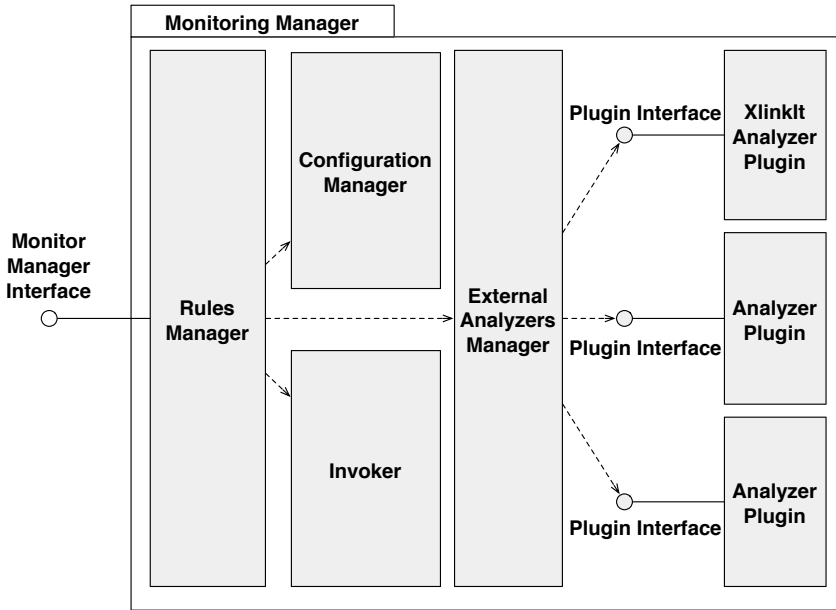 Monitoring Manager
Monitor
Manager
Interface
Rules
Manager
Configuration
Manager
Invoker
External
Analyzers
Manager
Plugin Interface
XlinkIt
Analyzer
Plugin
Plugin Interface
Analyzer
Plugin
Plugin Interface
Analyzer
Plugin